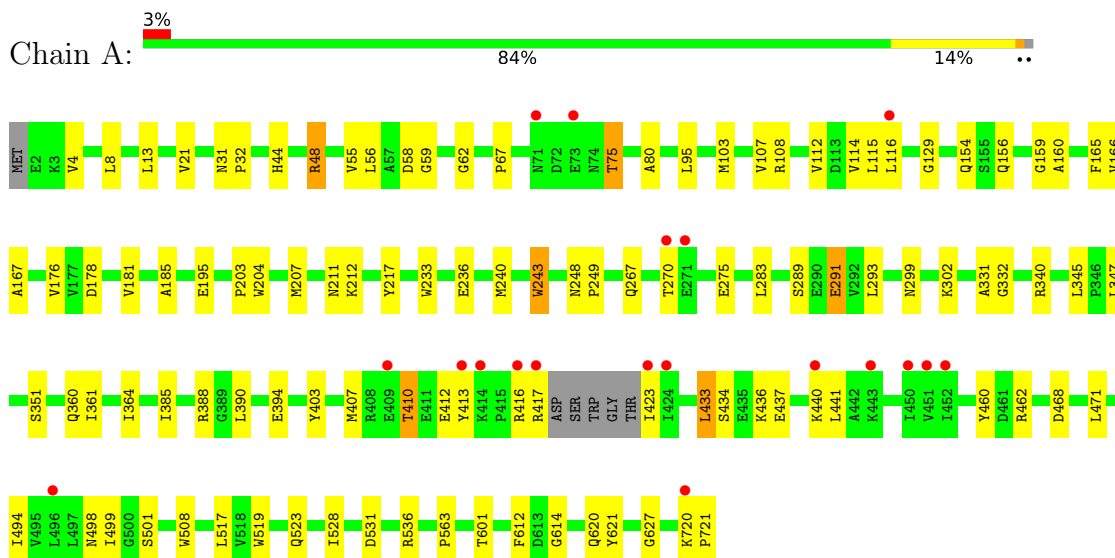 3%
Chain A:
84% 14% ••
MET E2 K3 V4 L8 L13 V21 N31 P32 H44 R48 V55 L56 A57 D58 G59 G62 P67 N71 D72 E73 N74 T75 A80 L95 M103 V107 R108 V112 D113 V114 L115 L116 G129 Q154 S155 Q156 G159 A160 F165 V166
A167 V176 V177 D178 V181 A185 E195 P203 W204 M207 N211 K212 Y217 W233 E236 M240 W243 N248 P249 Q267 T270 E271 E275 L283 S289 E290 E291 V292 L293 N299 K302 A331 G332 R340 L345 P346 L347
S351 Q360 I361 I364 I385 R388 G389 L390 E394 Y403 M407 R408 E409 T410 E411 E412 Y413 K414 P415 R416 R417 ASP SER TRP GLY THR I423 I424 L433 S434 E435 K436 E437 K440 L441 A442 K443 I450 V451 I452 Y460 D461 R462 D468 L471
I494 V495 L496 L497 N498 I499 G500 S501 W508 L517 V518 W519 Q523 I528 D531 R536 P563 T601 F612 D613 G614 Q620 Y621 G627 K720 P721